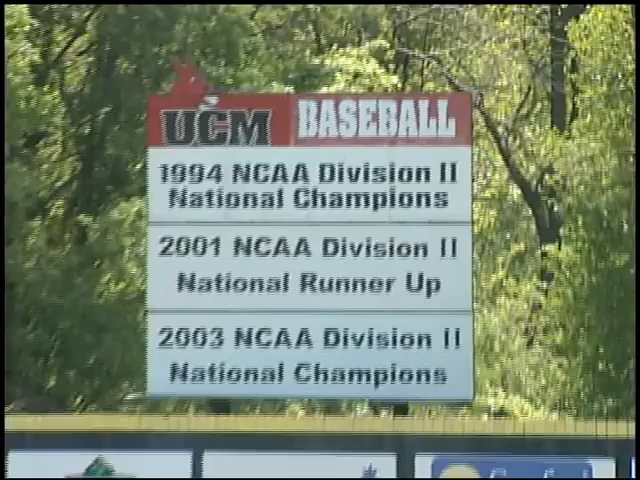 UCM BASEBALL
1994 NCAA Division II
National Champions
2001 NCAA Division II
National Runner Up
2003 NCAA Division II
National Champions